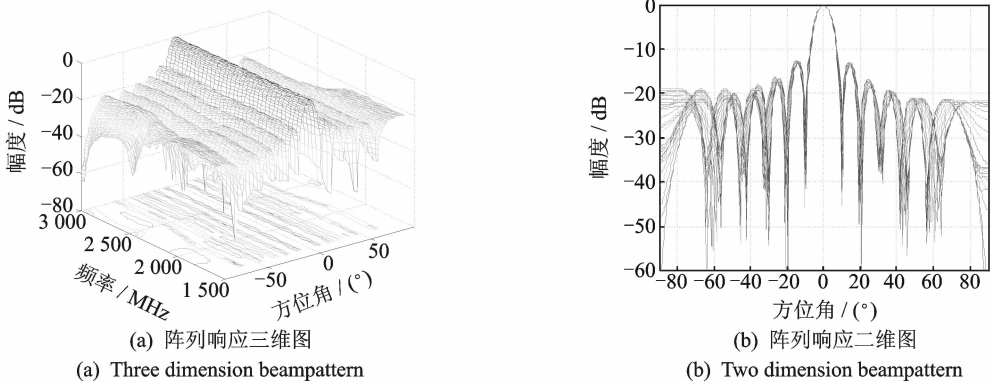 0
−20
−40
−60
−80
幅度 / dB
3 000
2 500
2 000
1 500
频率 / MHz
−50
0
50
方位角 / (°)
(a) 阵列响应三维图
(a) Three dimension beampattern
0
−10
−20
−30
−40
−50
−60
幅度 / dB
−80 −60 −40 −20 0 20 40 60 80
方位角 / (°)
(b) 阵列响应二维图
(b) Two dimension beampattern